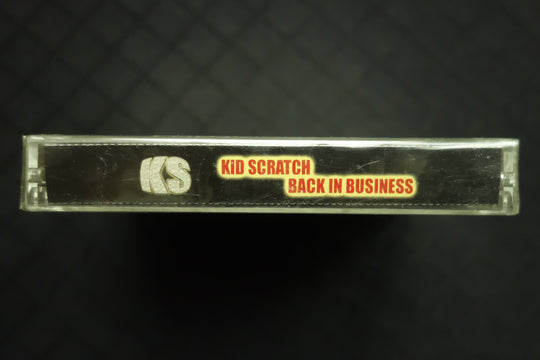 KS
KiD SCRATCH
BACK IN BUSINESS